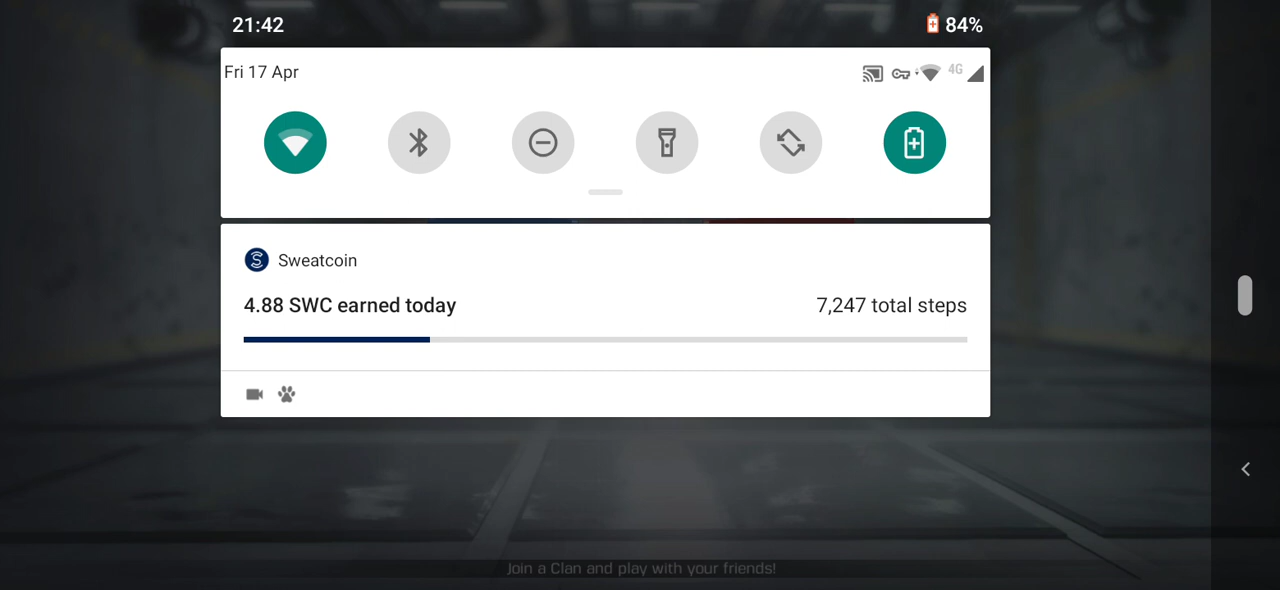 21:42
84%
Fri 17 Apr
4G
Sweatcoin
4.88 SWC earned today
7,247 total steps
Join a Clan and play with your friends!